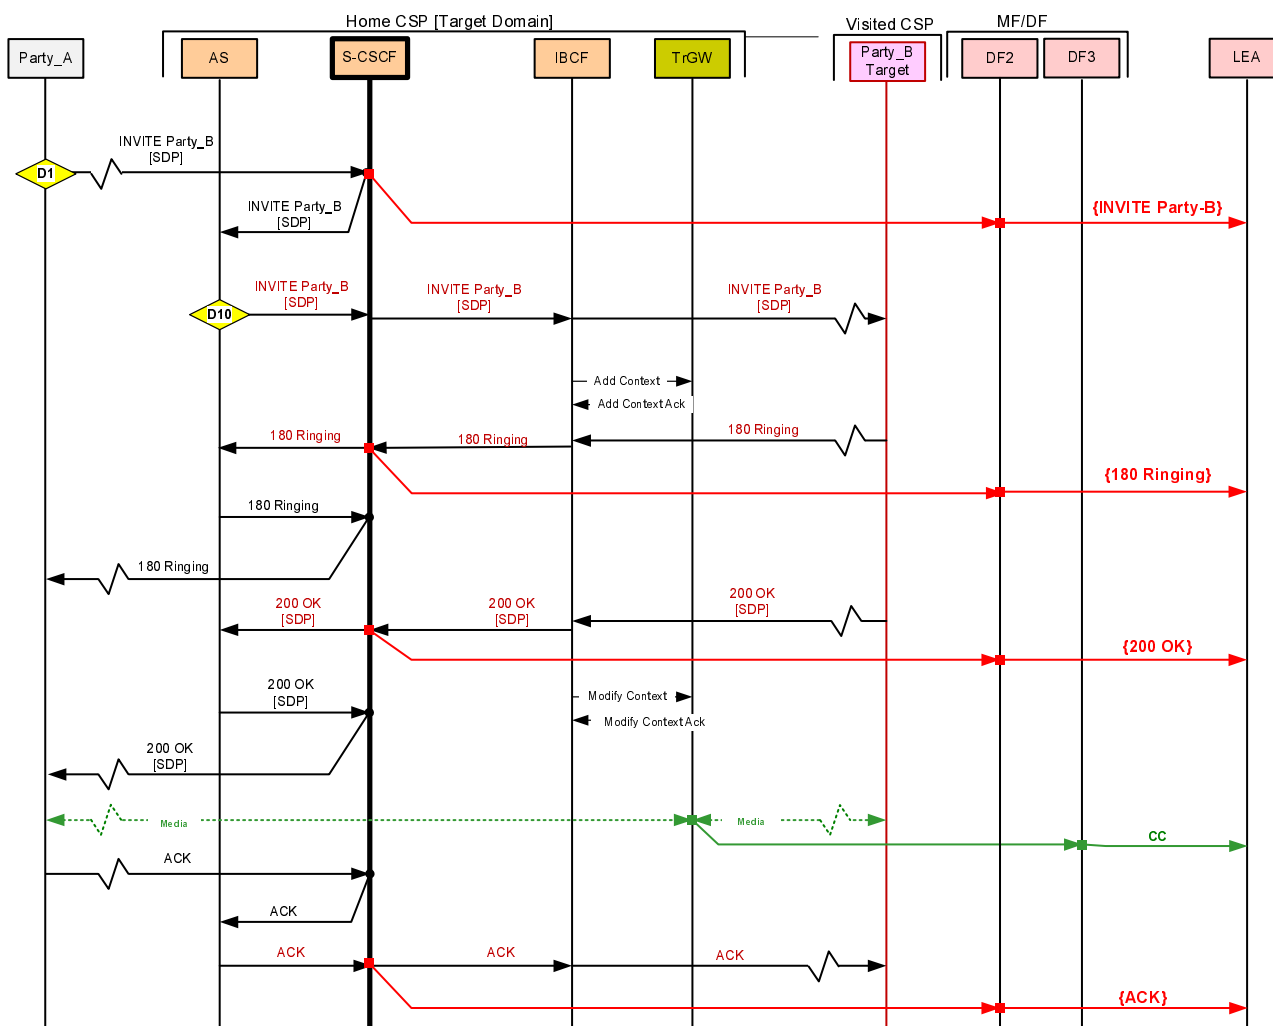 Home CSP [Target Domain]
Visited CSP
MF/DF
Party_A
AS
S-CSCF
IBCF
TrGW
Party_B
Target
DF2
DF3
LEA
INVITE Party_B
[SDP]
D1
INVITE Party_B
[SDP]
{INVITE Party-B}
D10
INVITE Party_B
[SDP]
INVITE Party_B
[SDP]
INVITE Party_B
[SDP]
Add Context
Add Context Ack
180 Ringing
180 Ringing
180 Ringing
{180 Ringing}
180 Ringing
180 Ringing
200 OK
[SDP]
200 OK
[SDP]
200 OK
[SDP]
{200 OK}
200 OK
[SDP]
Modify Context
Modify Context Ack
200 OK
[SDP]
Media
Media
CC
ACK
ACK
ACK
ACK
ACK
{ACK}